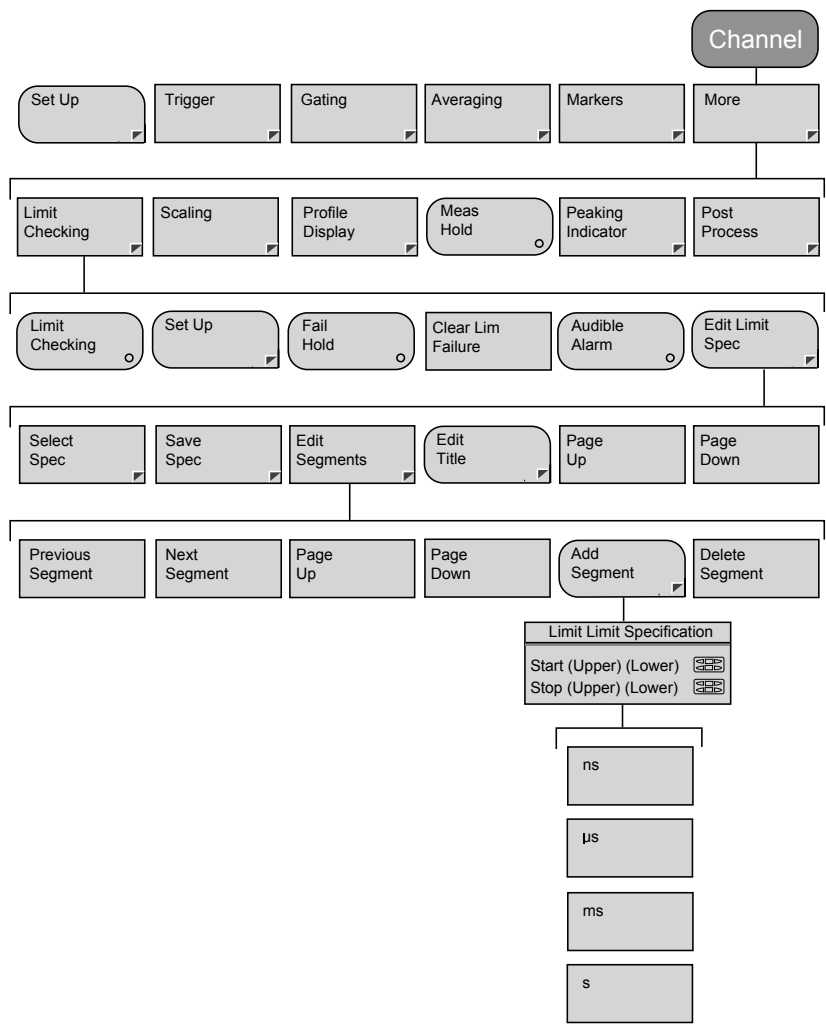 Channel
Set Up
Trigger
Gating
Averaging
Markers
More
Limit
Checking
Scaling
Profile
Display
Meas
Hold
Peaking
Indicator
Post
Process
Limit
Checking
Set Up
Fail
Hold
Clear Lim
Failure
Audible
Alarm
Edit Limit
Spec
Select
Spec
Save
Spec
Edit
Segments
Edit
Title
Page
Up
Page
Down
Previous
Segment
Next
Segment
Page
Up
Page
Down
Add
Segment
Delete
Segment
Limit Limit Specification
Start (Upper) (Lower)
Stop (Upper) (Lower)
ns
µs
ms
s